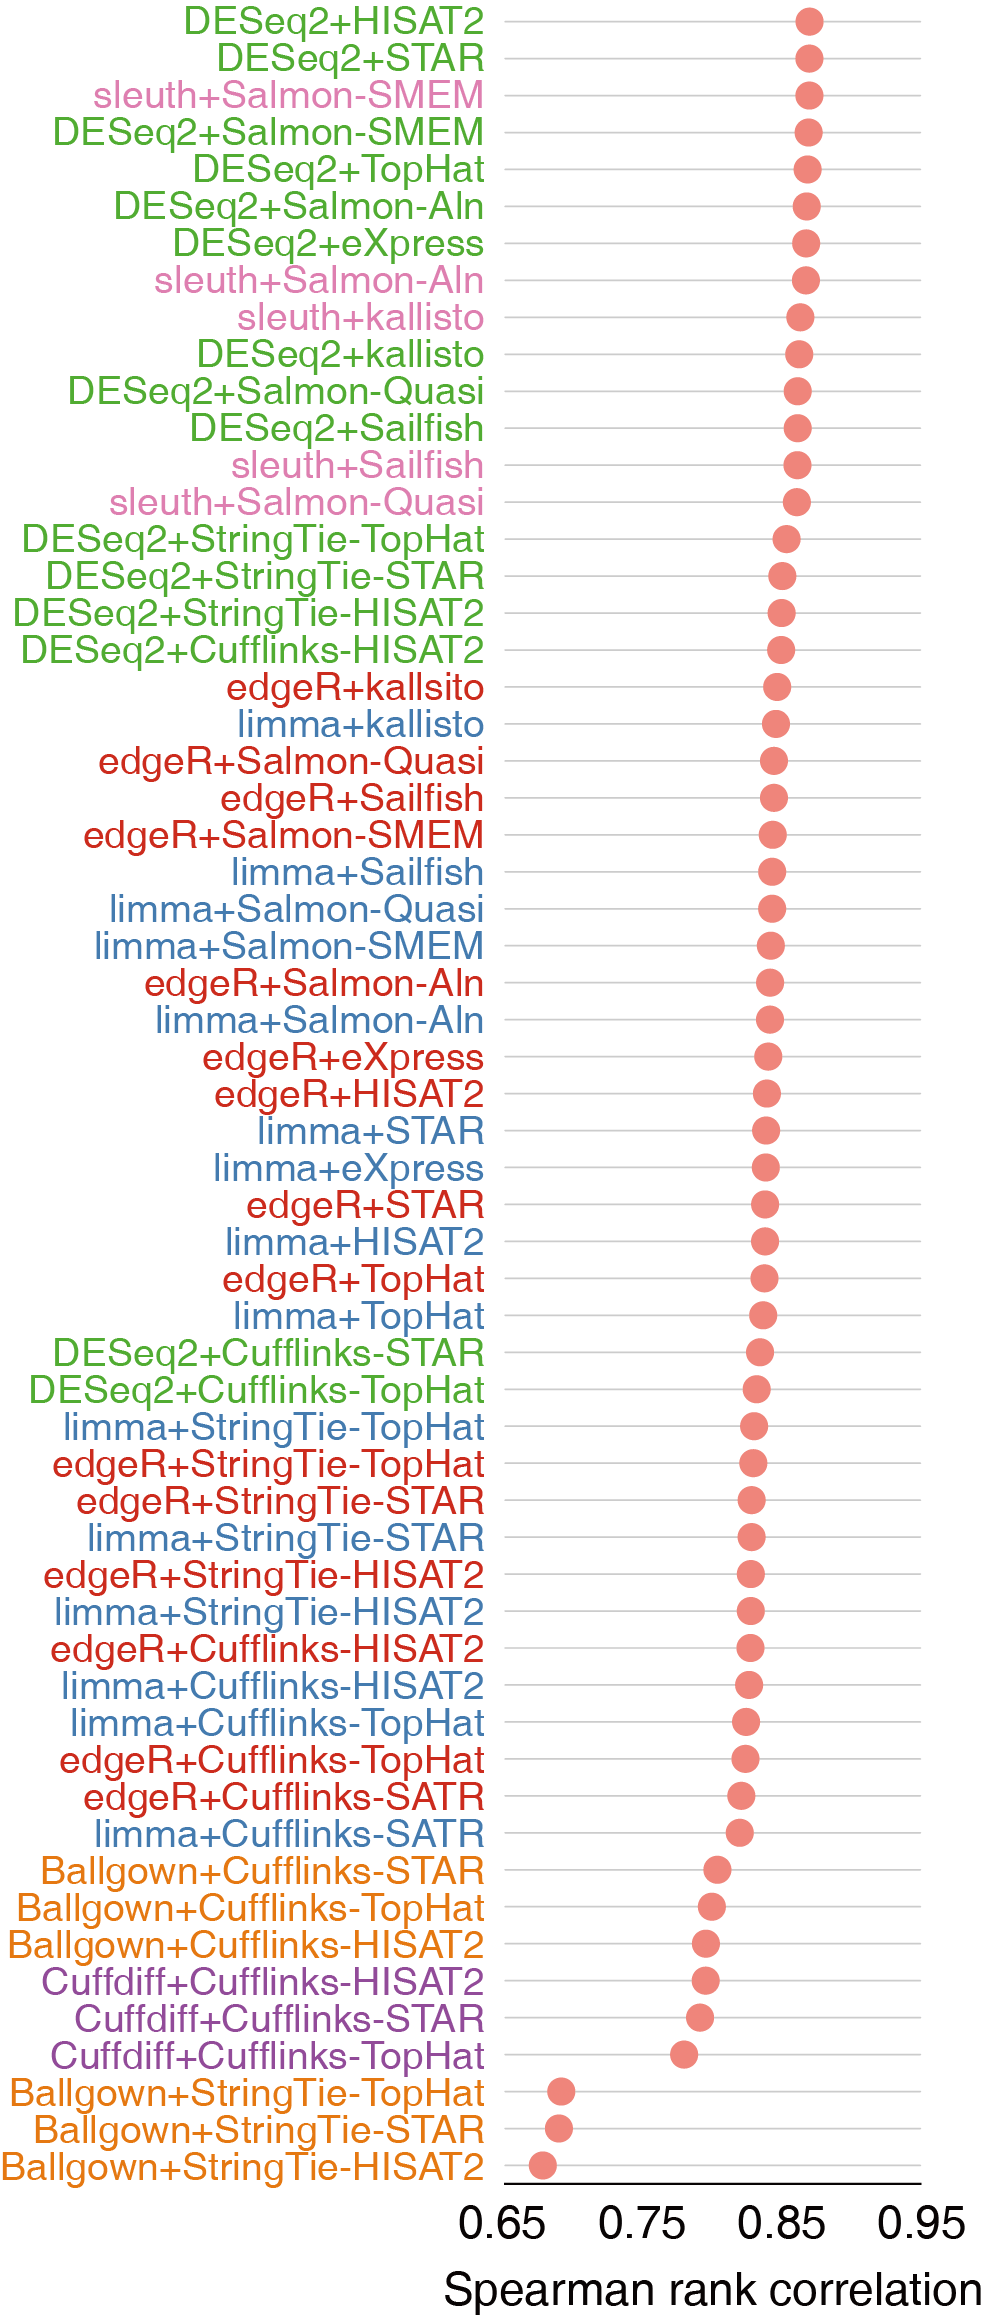 DESeq2+HISAT2
DESeq2+STAR
sleuth+Salmon-SMEM
DESeq2+Salmon-SMEM
DESeq2+TopHat
DESeq2+Salmon-Aln
DESeq2+eXpress
sleuth+Salmon-Aln
sleuth+kallisto
DESeq2+kallisto
DESeq2+Salmon-Quasi
DESeq2+Sailfish
sleuth+Sailfish
sleuth+Salmon-Quasi
DESeq2+StringTie-TopHat
DESeq2+StringTie-STAR
DESeq2+StringTie-HISAT2
DESeq2+Cufflinks-HISAT2
edgeR+kallsito
limma+kallisto
edgeR+Salmon-Quasi
edgeR+Sailfish
edgeR+Salmon-SMEM
limma+Sailfish
limma+Salmon-Quasi
limma+Salmon-SMEM
edgeR+Salmon-Aln
limma+Salmon-Aln
edgeR+eXpress
edgeR+HISAT2
limma+STAR
limma+eXpress
edgeR+STAR
limma+HISAT2
edgeR+TopHat
limma+TopHat
DESeq2+Cufflinks-STAR
DESeq2+Cufflinks-TopHat
limma+StringTie-TopHat
edgeR+StringTie-TopHat
edgeR+StringTie-STAR
limma+StringTie-STAR
edgeR+StringTie-HISAT2
limma+StringTie-HISAT2
edgeR+Cufflinks-HISAT2
limma+Cufflinks-HISAT2
limma+Cufflinks-TopHat
edgeR+Cufflinks-TopHat
edgeR+Cufflinks-SATR
limma+Cufflinks-SATR
Ballgown+Cufflinks-STAR
Ballgown+Cufflinks-TopHat
Ballgown+Cufflinks-HISAT2
Cuffdiff+Cufflinks-HISAT2
Cuffdiff+Cufflinks-STAR
Cuffdiff+Cufflinks-TopHat
Ballgown+StringTie-TopHat
Ballgown+StringTie-STAR
Ballgown+StringTie-HISAT2
0.65 0.75 0.85 0.95
Spearman rank correlation